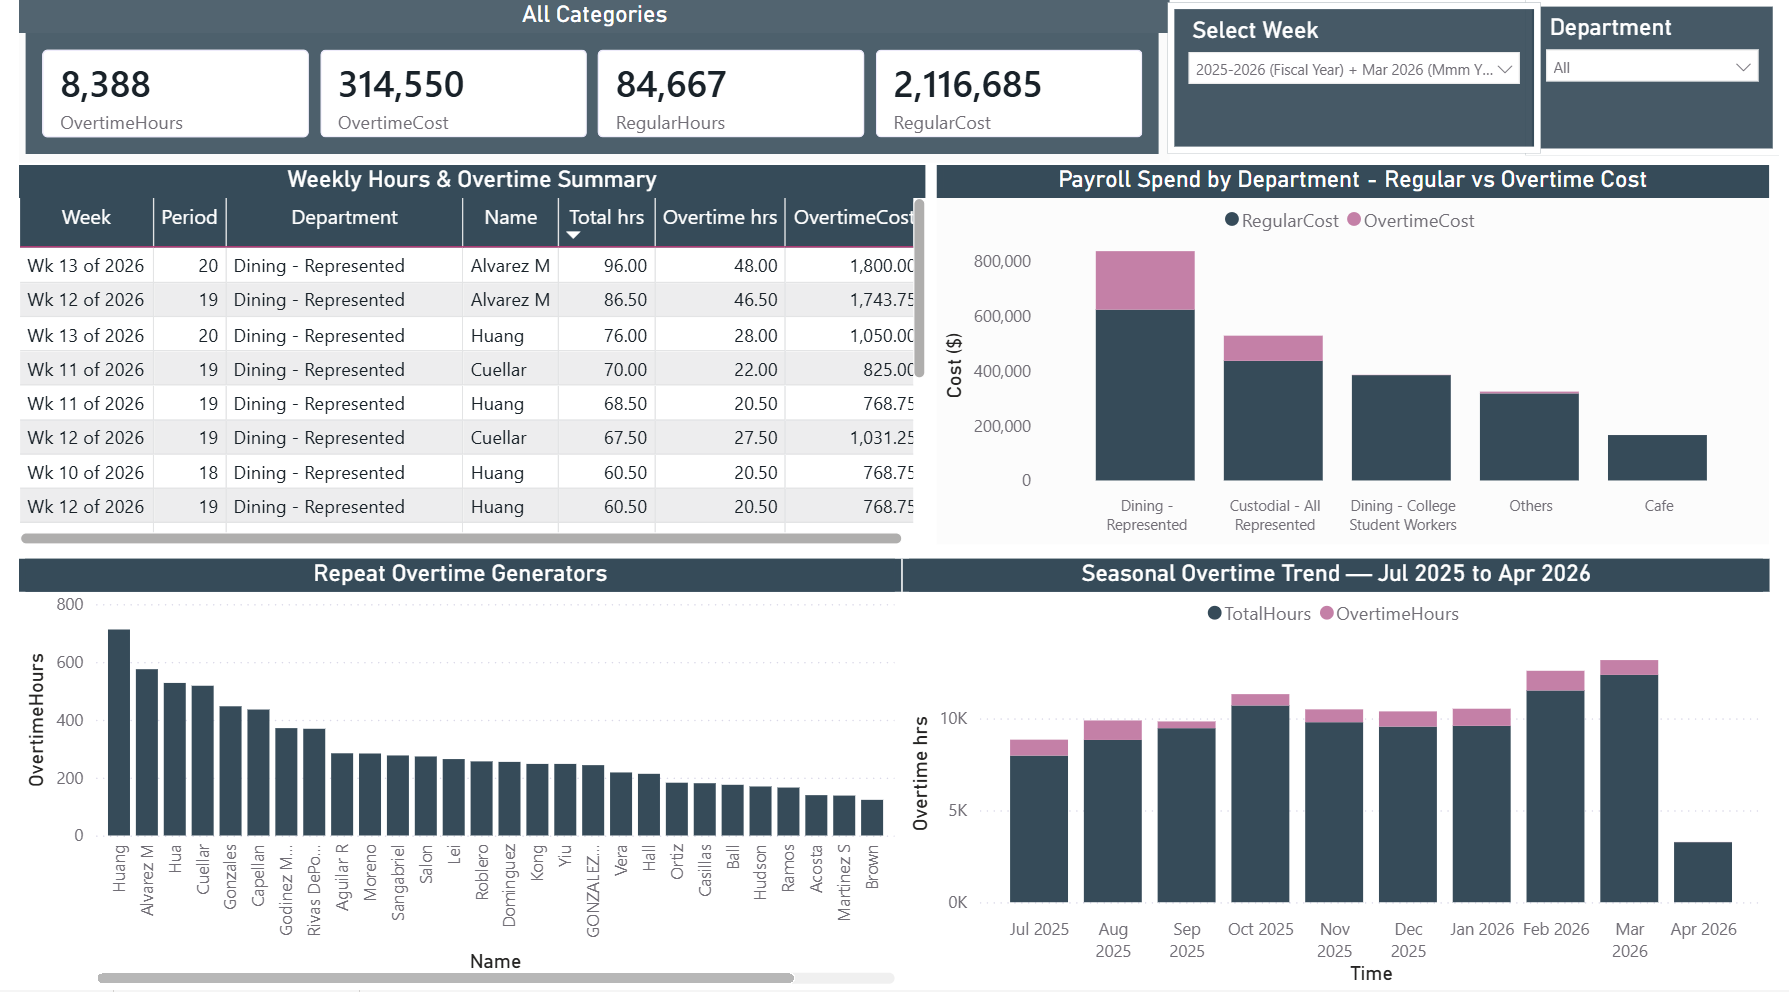 All Categories
8,388
OvertimeHours
314,550
OvertimeCost
84,667
RegularHours
2,116,685
RegularCost
Select Week
2025-2026 (Fiscal Year) + Mar 2026 (Mmm Y...
Department
All
Weekly Hours & Overtime Summary
Week Period Department Name Total hrs Overtime hrs OvertimeCost
Wk 13 of 2026 20 Dining - Represented Alvarez M 96.00 48.00 1,800.00
Wk 12 of 2026 19 Dining - Represented Alvarez M 86.50 46.50 1,743.75
Wk 13 of 2026 20 Dining - Represented Huang 76.00 28.00 1,050.00
Wk 11 of 2026 19 Dining - Represented Cuellar 70.00 22.00 825.00
Wk 11 of 2026 19 Dining - Represented Huang 68.50 20.50 768.75
Wk 12 of 2026 19 Dining - Represented Cuellar 67.50 27.50 1,031.25
Wk 10 of 2026 18 Dining - Represented Huang 60.50 20.50 768.75
Wk 12 of 2026 19 Dining - Represented Huang 60.50 20.50 768.75
Payroll Spend by Department - Regular vs Overtime Cost
RegularCost OvertimeCost
Cost ($)
800,000
600,000
400,000
200,000
0
Dining -
Represented
Custodial - All
Represented
Dining - College
Student Workers
Others
Cafe
Repeat Overtime Generators
OvertimeHours
800
600
400
200
0
Huang
Alvarez M
Hua
Cuellar
Gonzales
Capellan
Godinez M...
Rivas DePo...
Aguilar R
Moreno
Sangabriel
Salon
Lei
Roblero
Dominguez
Kong
Yiu
GONZALEZ...
Vera
Hall
Ortiz
Casillas
Ball
Hudson
Ramos
Acosta
Martinez S
Brown
Name
Seasonal Overtime Trend — Jul 2025 to Apr 2026
TotalHours OvertimeHours
Overtime hrs
10K
5K
0K
Jul 2025
Aug
2025
Sep
2025
Oct 2025
Nov
2025
Dec
2025
Jan 2026
Feb 2026
Mar
2026
Apr 2026
Time